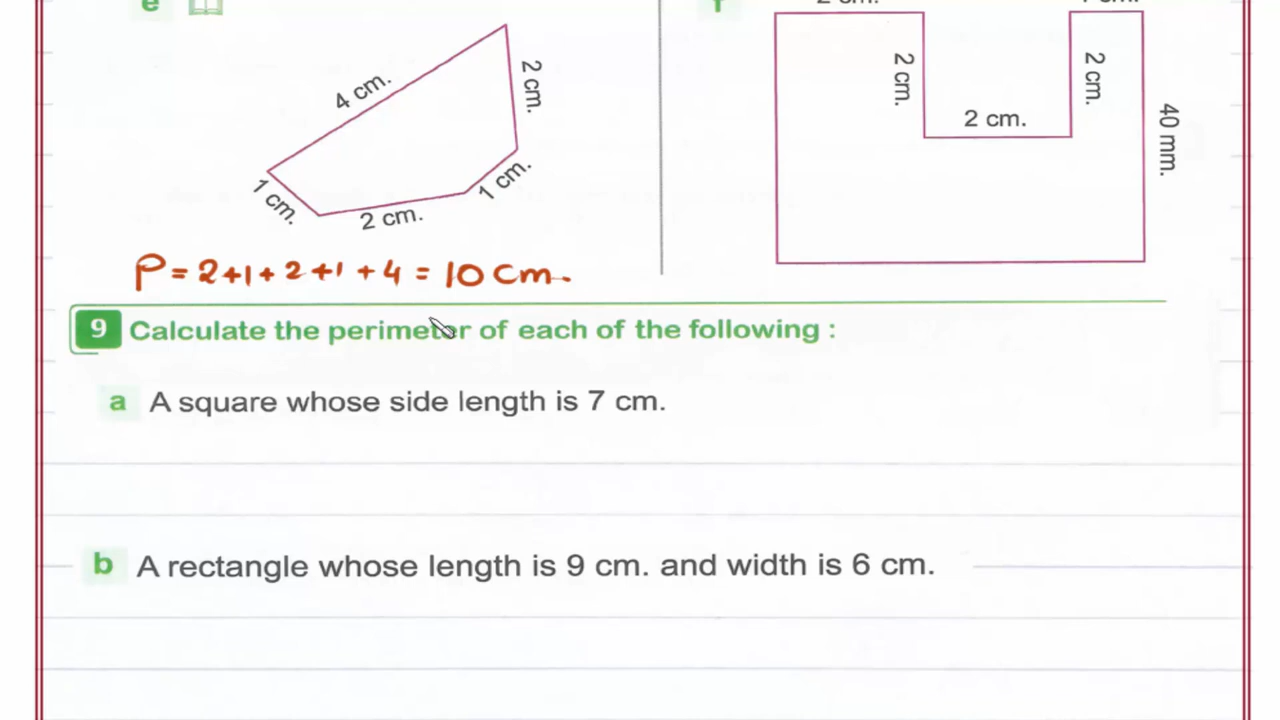 e
f
4 cm.
2 cm.
1 cm.
2 cm.
1 cm.
P = 2+1+2+1+4 = 10 cm.
2 cm.
2 cm.
2 cm.
40 mm.
9 Calculate the perimeter of each of the following :
a A square whose side length is 7 cm.
b A rectangle whose length is 9 cm. and width is 6 cm.